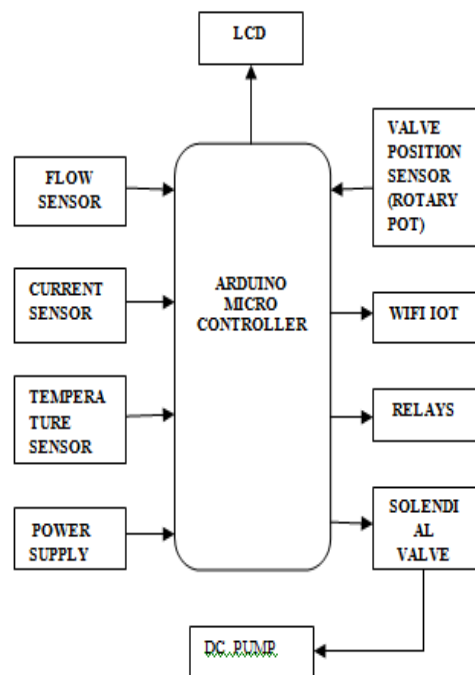 LCD
FLOW
SENSOR
CURRENT
SENSOR
TEMPERA
TURE
SENSOR
POWER
SUPPLY
ARDUINO
MICRO
CONTROLLER
VALVE
POSITION
SENSOR
(ROTARY
POT)
WIFI IOT
RELAYS
SOLENDI
AL
VALVE
DC PUMP